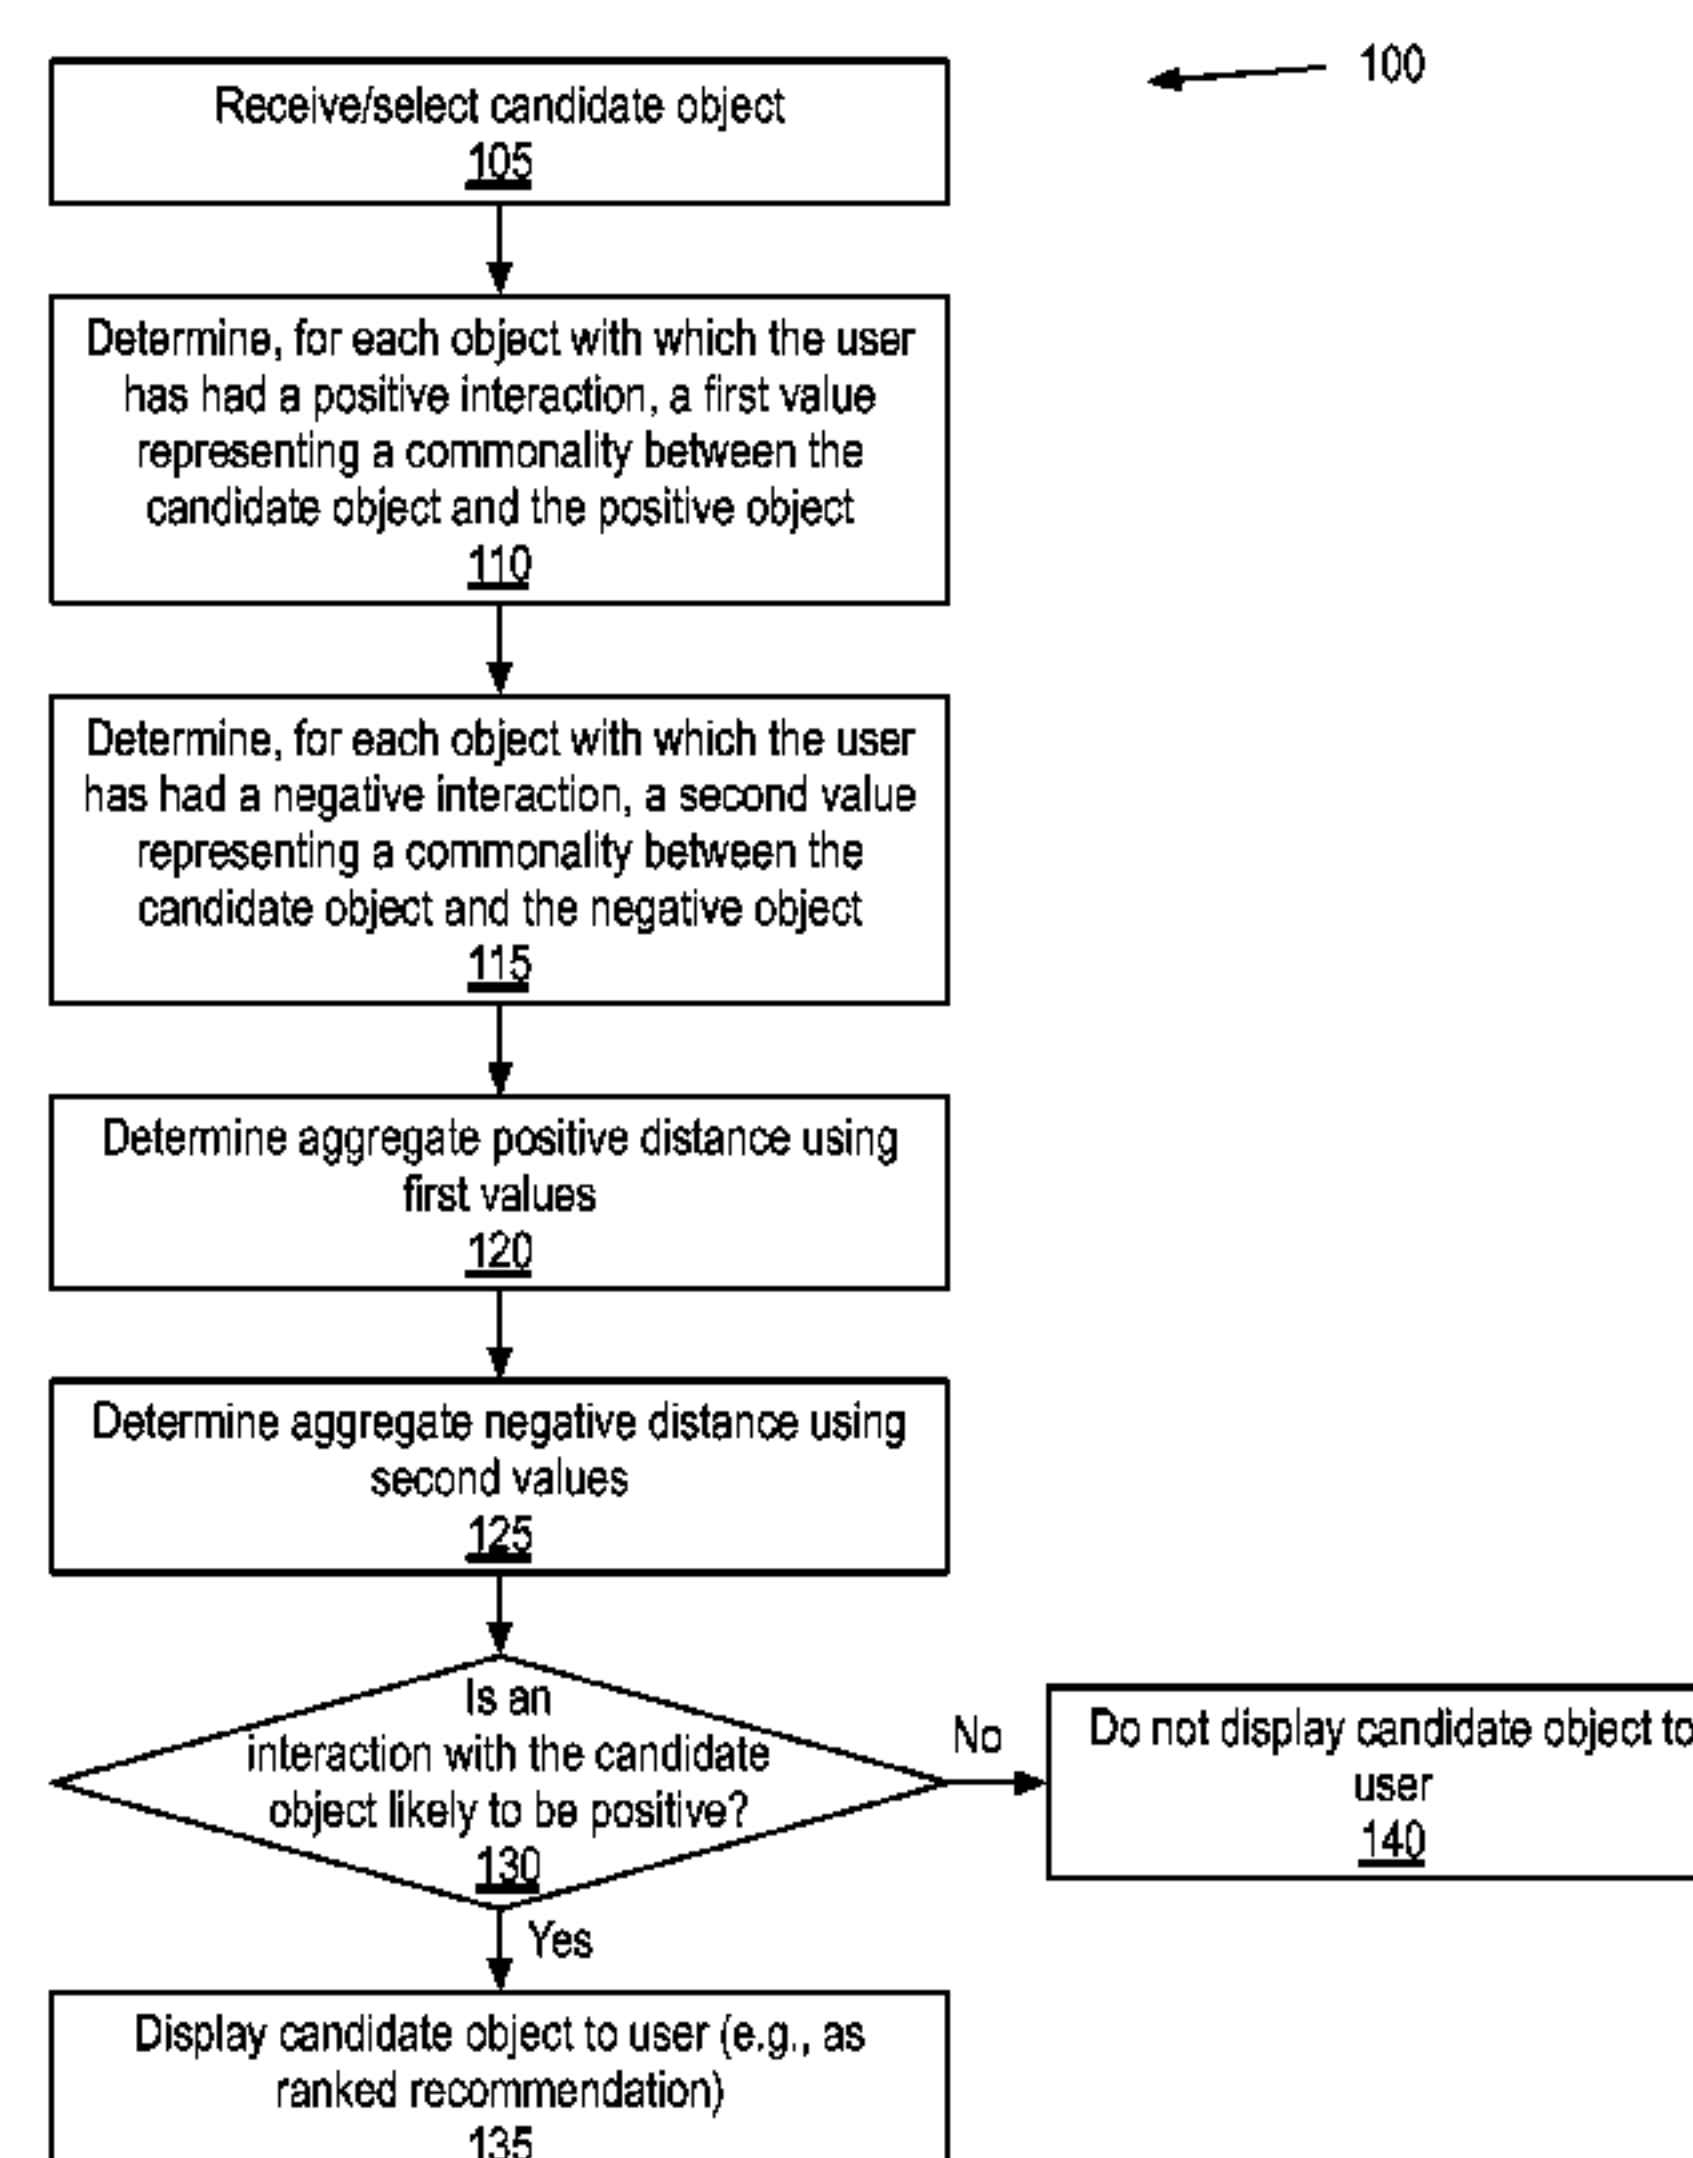 100
Receive/select candidate object
105
Determine, for each object with which the user
has had a positive interaction, a first value
representing a commonality between the
candidate object and the positive object
110
Determine, for each object with which the user
has had a negative interaction, a second value
representing a commonality between the
candidate object and the negative object
115
Determine aggregate positive distance using
first values
120
Determine aggregate negative distance using
second values
125
Is an
interaction with the candidate
object likely to be positive?
130
No
Do not display candidate object to
user
140
Yes
Display candidate object to user (e.g., as
ranked recommendation)
135